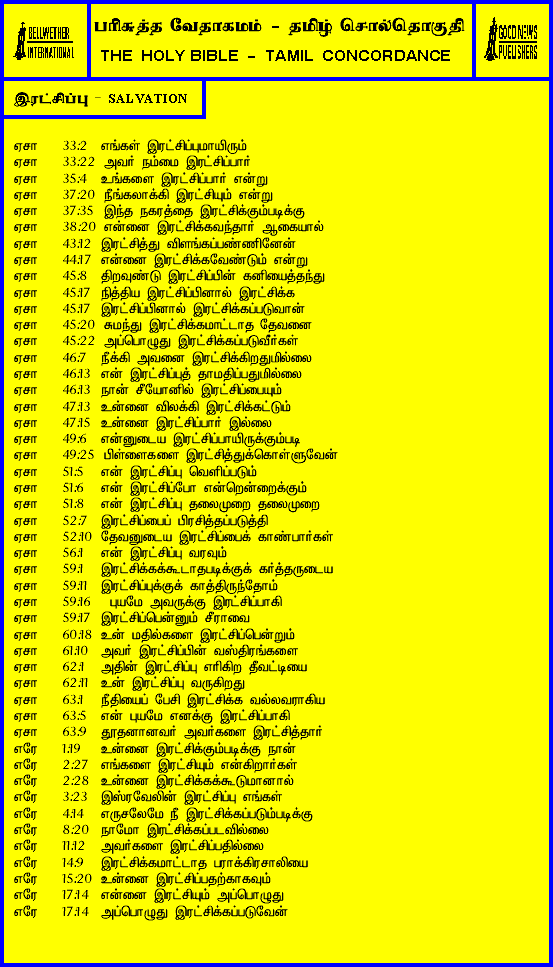 BELLWETHER
INTERNATIONAL
பரிசுத்த வேதாகமம் - தமிழ் சொல்தொகுதி
THE HOLY BIBLE - TAMIL CONCORDANCE
GOOD NEWS
PUBLISHERS
இரட்சிப்பு - SALVATION
ஏசா 33:2 எங்கள் இரட்சிப்புமாயிரும்
ஏசா 33:22 அவர் நம்மை இரட்சிப்பார்
ஏசா 35:4 உங்களை இரட்சிப்பார் என்று
ஏசா 37:20 நீங்கலாக்கி இரட்சியும் என்று
ஏசா 37:35 இந்த நகரத்தை இரட்சிக்கும்படிக்கு
ஏசா 38:20 என்னை இரட்சிக்கவந்தார் ஆகையால்
ஏசா 43:12 இரட்சித்து விளங்கப்பண்ணினேன்
ஏசா 44:17 என்னை இரட்சிக்கவேண்டும் என்று
ஏசா 45:8 திறவுண்டு இரட்சிப்பின் கனியைத்தந்து
ஏசா 45:17 நித்திய இரட்சிப்பினால் இரட்சிக்க
ஏசா 45:17 இரட்சிப்பினால் இரட்சிக்கப்படுவான்
ஏசா 45:20 சுமந்து இரட்சிக்கமாட்டாத தேவனை
ஏசா 45:22 அப்பொழுது இரட்சிக்கப்படுவீர்கள்
ஏசா 46:7 நீக்கி அவனை இரட்சிக்கிறதுமில்லை
ஏசா 46:13 என் இரட்சிப்புத் தாமதிப்பதுமில்லை
ஏசா 46:13 நான் சீயோனில் இரட்சிப்பையும்
ஏசா 47:13 உன்னை விலக்கி இரட்சிக்கட்டும்
ஏசா 47:15 உன்னை இரட்சிப்பார் இல்லை
ஏசா 49:6 என்னுடைய இரட்சிப்பாயிருக்கும்படி
ஏசா 49:25 பிள்ளைகளை இரட்சித்துக்கொள்ளுவேன்
ஏசா 51:5 என் இரட்சிப்பு வெளிப்படும்
ஏசா 51:6 என் இரட்சிப்போ என்றென்றைக்கும்
ஏசா 51:8 என் இரட்சிப்பு தலைமுறை தலைமுறை
ஏசா 52:7 இரட்சிப்பைப் பிரசித்தப்படுத்தி
ஏசா 52:10 தேவனுடைய இரட்சிப்பைக் காண்பார்கள்
ஏசா 56:1 என் இரட்சிப்பு வரவும்
ஏசா 59:1 இரட்சிக்கக்கூடாதபடிக்குக் கர்த்தருடைய
ஏசா 59:11 இரட்சிப்புக்குக் காத்திருந்தோம்
ஏசா 59:16 புயமே அவருக்கு இரட்சிப்பாகி
ஏசா 59:17 இரட்சிப்பென்னும் சீராவை
ஏசா 60:18 உன் மதில்களை இரட்சிப்பென்றும்
ஏசா 61:10 அவர் இரட்சிப்பின் வஸ்திரங்களை
ஏசா 62:1 அதின் இரட்சிப்பு எரிகிற தீவட்டியை
ஏசா 62:11 உன் இரட்சிப்பு வருகிறது
ஏசா 63:1 நீதியைப் பேசி இரட்சிக்க வல்லவராகிய
ஏசா 63:5 என் புயமே எனக்கு இரட்சிப்பாகி
ஏசா 63:9 தூதனானவர் அவர்களை இரட்சித்தார்
எரே 1:19 உன்னை இரட்சிக்கும்படிக்கு நான்
எரே 2:27 எங்களை இரட்சியும் என்கிறார்கள்
எரே 2:28 உன்னை இரட்சிக்கக்கூடுமானால்
எரே 3:23 இஸ்ரவேலின் இரட்சிப்பு எங்கள்
எரே 4:14 எருசலேமே நீ இரட்சிக்கப்படும்படிக்கு
எரே 8:20 நாமோ இரட்சிக்கப்படவில்லை
எரே 11:12 அவர்களை இரட்சிப்பதில்லை
எரே 14:9 இரட்சிக்கமாட்டாத பராக்கிரசாலியை
எரே 15:20 உன்னை இரட்சிப்பதற்காகவும்
எரே 17:14 என்னை இரட்சியும் அப்பொழுது
எரே 17:14 அப்பொழுது இரட்சிக்கப்படுவேன்